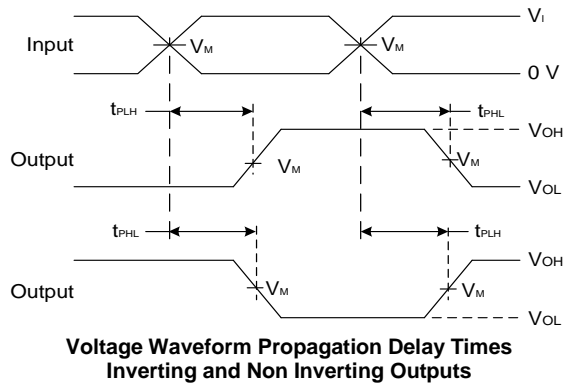 VI
Input
VM
VM
0 V
tPLH
tPHL
VOH
Output
VM
VM
VOL
tPHL
tPLH
VOH
Output
VM
VM
VOL
Voltage Waveform Propagation Delay Times
Inverting and Non Inverting Outputs